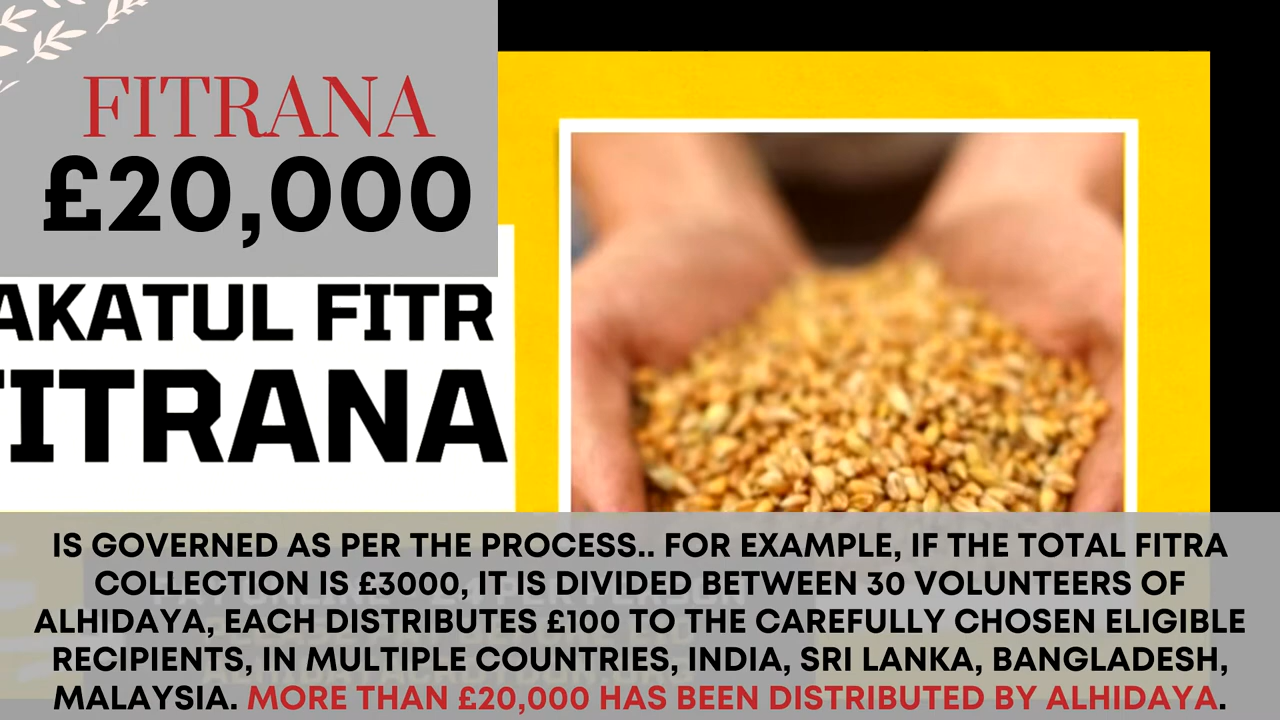 FITRANA
£20,000
AKATUL FITR
FITRANA
IS GOVERNED AS PER THE PROCESS.. FOR EXAMPLE, IF THE TOTAL FITRA
COLLECTION IS £3000, IT IS DIVIDED BETWEEN 30 VOLUNTEERS OF
ALHIDAYA, EACH DISTRIBUTES £100 TO THE CAREFULLY CHOSEN ELIGIBLE
RECIPIENTS, IN MULTIPLE COUNTRIES, INDIA, SRI LANKA, BANGLADESH,
MALAYSIA. MORE THAN £20,000 HAS BEEN DISTRIBUTED BY ALHIDAYA.